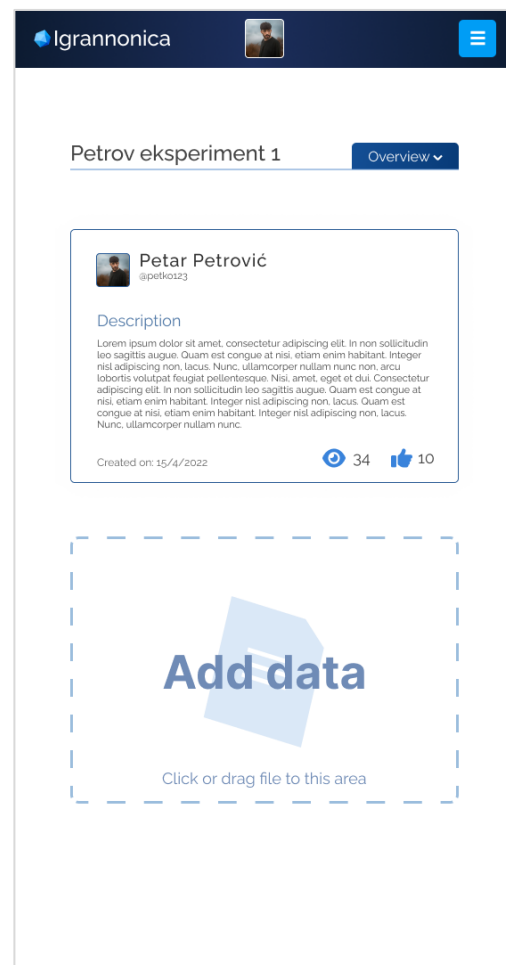 Igrannonica
Petrov eksperiment 1
Overview
Petar Petrović
@petko123
Description
Lorem ipsum dolor sit amet, consectetur adipiscing elit. In non sollicitudin
leo sagittis augue. Quam est congue at nisi, etiam enim habitant. Integer
nisl adipiscing non, lacus. Nunc, ullamcorper nullam nunc non, arcu
lobortis volutpat feugiat pellentesque. Nisi, amet, eget et dui. Consectetur
adipiscing elit. In non sollicitudin leo sagittis augue. Quam est congue at
nisi, etiam enim habitant. Integer nisl adipiscing non, lacus. Quam est
congue at nisi, etiam enim habitant. Integer nisl adipiscing non, lacus.
Nunc, ullamcorper nullam nunc.
Created on: 15/4/2022
34
10
Add data
Click or drag file to this area